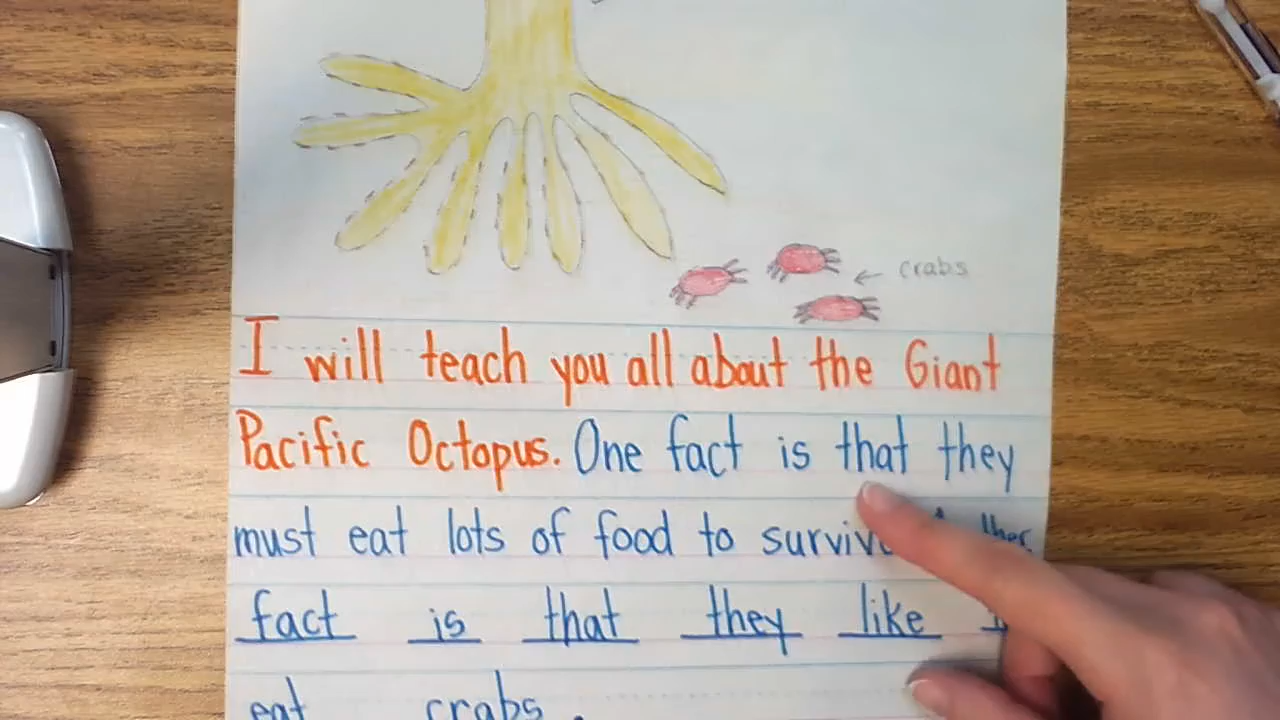 crabs
I will teach you all about the Giant
Pacific Octopus. One fact is that they
must eat lots of food to survive
fact is that they like
eat crabs.